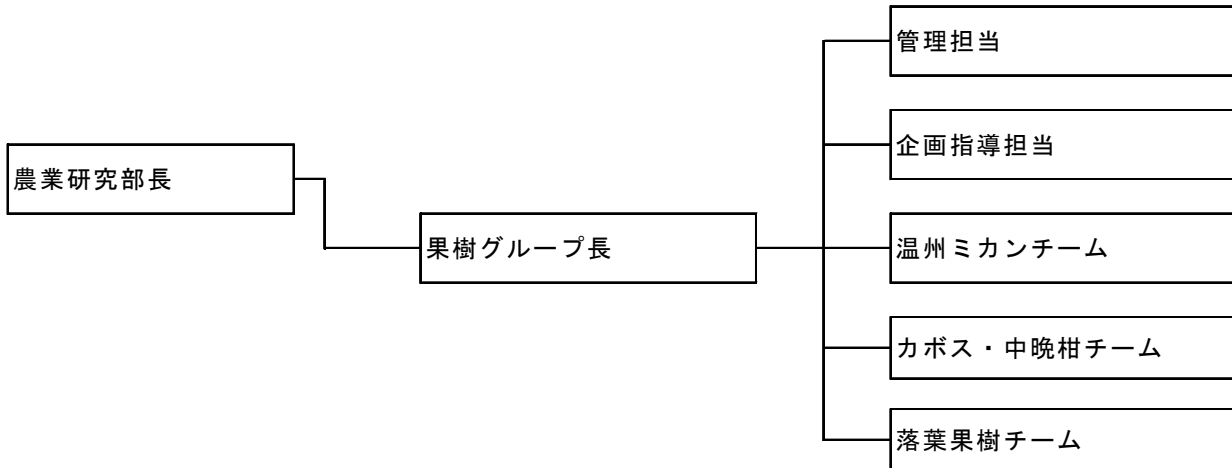 農業研究部長
果樹グループ長
管理担当
企画指導担当
温州ミカンチーム
カボス・中晩柑チーム
落葉果樹チーム